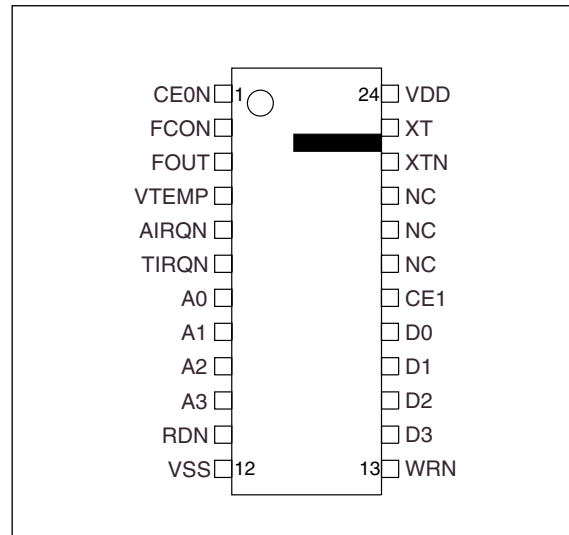 CE0N 1 24 VDD
FCON XT
FOUT XTN
VTEMP NC
AIRQN NC
TIRQN NC
A0 CE1
A1 D0
A2 D1
A3 D2
RDN D3
VSS 12 13 WRN